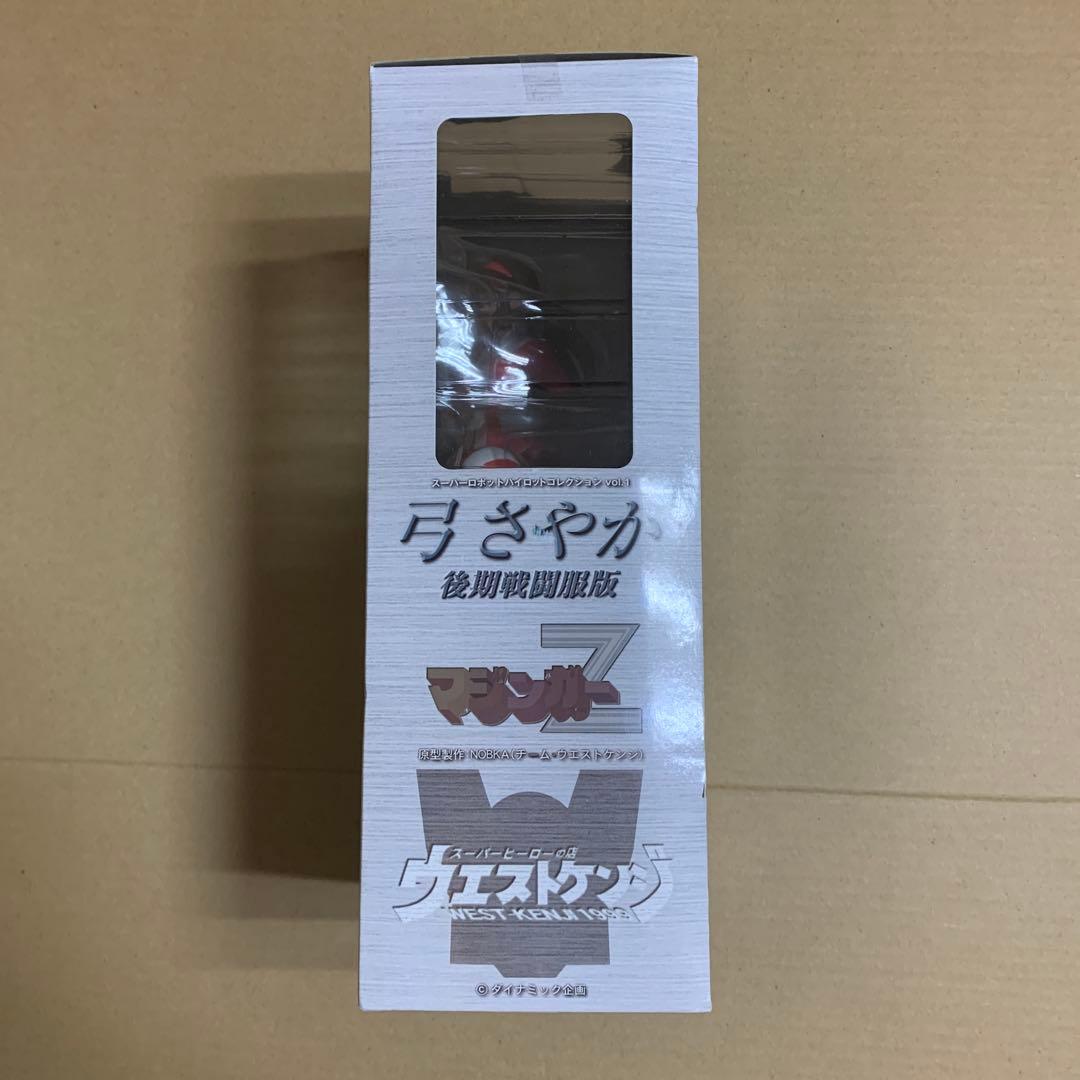 スーパーロボットパイロットコレクション vol.1
弓 さやか
後期戦闘服版
マジンガーZ
原型製作 NOBKA(チーム・ウエストケンジ)
スーパーヒーローの店
ウエストケンジ
WEST-KENJI 1993
© ダイナミック企画